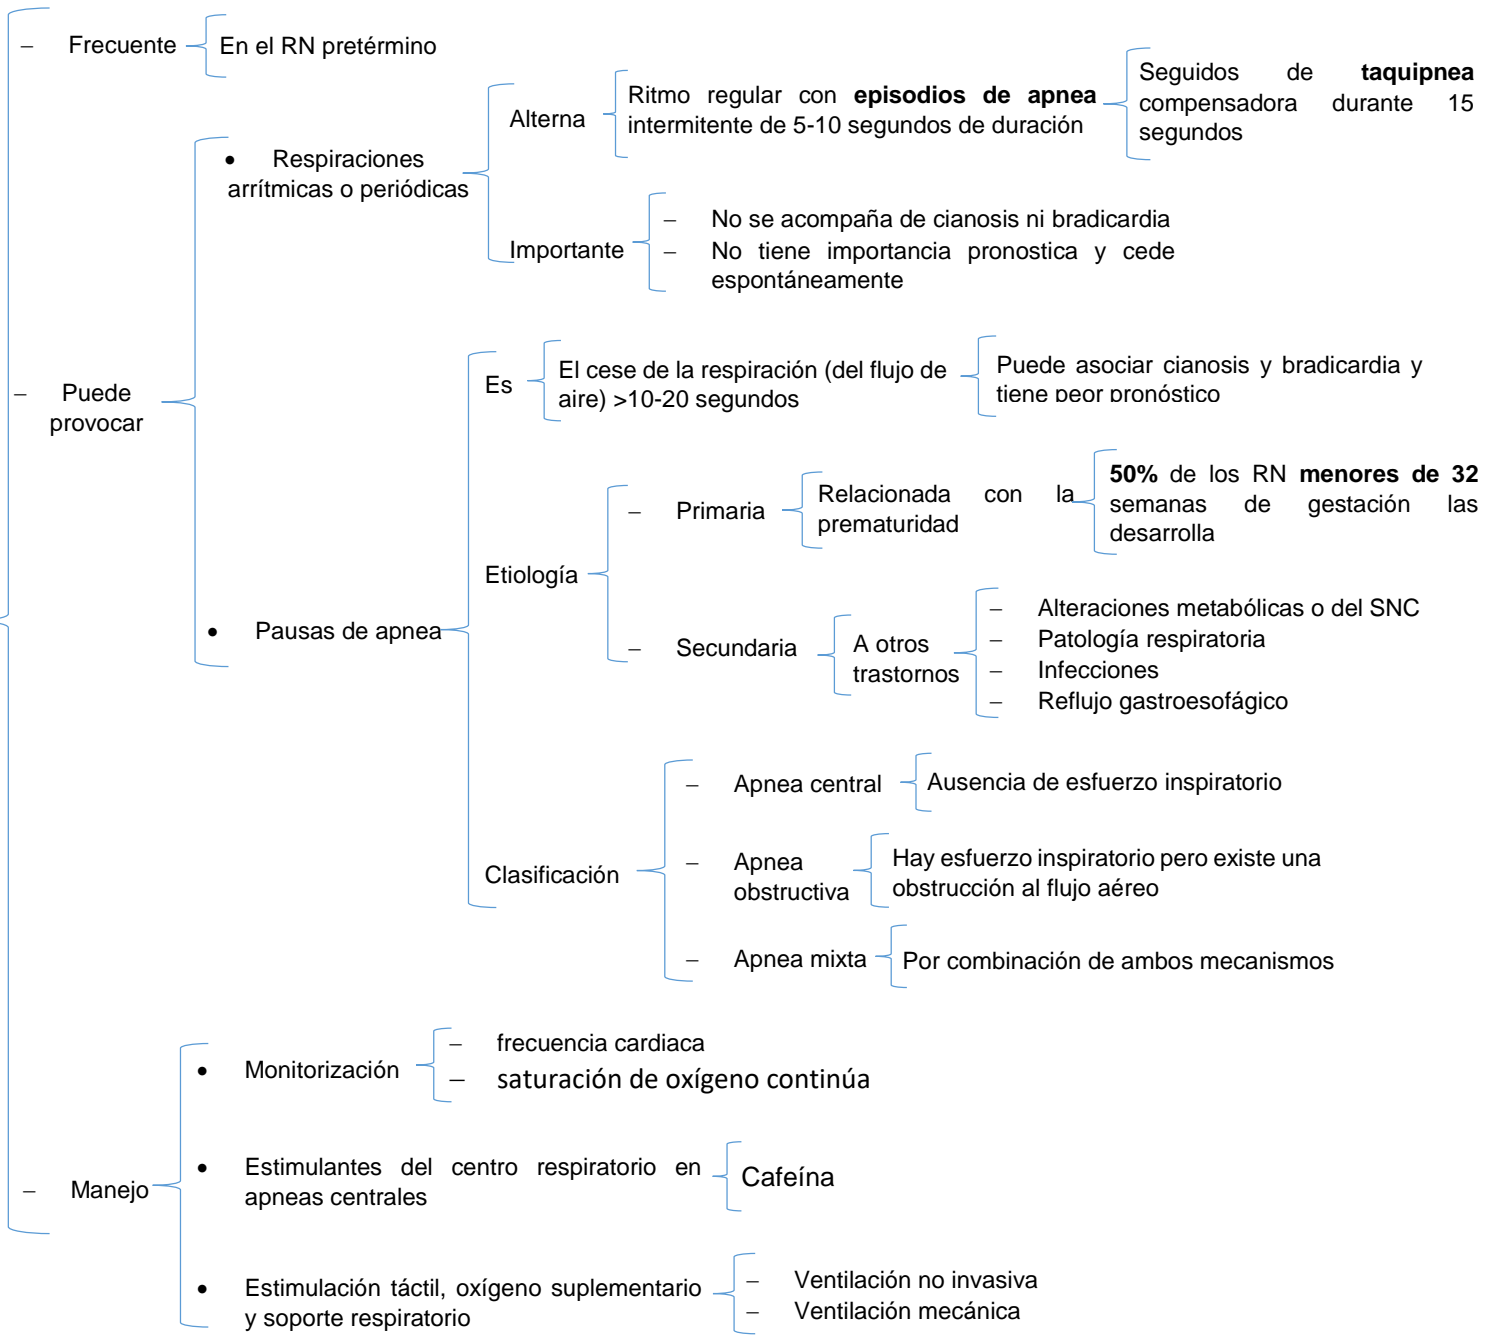 – Frecuente
En el RN pretérmino
– Puede
provocar
• Respiraciones
arrítmicas o periódicas
Alterna
Ritmo regular con episodios de apnea
intermitente de 5-10 segundos de duración
Seguidos de taquipnea
compensadora durante 15
segundos
Importante
– No se acompaña de cianosis ni bradicardia
– No tiene importancia pronostica y cede
espontáneamente
• Pausas de apnea
Es
El cese de la respiración (del flujo de
aire) >10-20 segundos
Puede asociar cianosis y bradicardia y
tiene peor pronóstico
Etiología
– Primaria
Relacionada con la
prematuridad
50% de los RN menores de 32
semanas de gestación las
desarrolla
– Secundaria
A otros
trastornos
– Alteraciones metabólicas o del SNC
– Patología respiratoria
– Infecciones
– Reflujo gastroesofágico
Clasificación
– Apnea central
Ausencia de esfuerzo inspiratorio
– Apnea
obstructiva
Hay esfuerzo inspiratorio pero existe una
obstrucción al flujo aéreo
– Apnea mixta
Por combinación de ambos mecanismos
– Manejo
• Monitorización
– frecuencia cardiaca
– saturación de oxígeno continúa
• Estimulantes del centro respiratorio en
apneas centrales
Cafeína
• Estimulación táctil, oxígeno suplementario
y soporte respiratorio
– Ventilación no invasiva
– Ventilación mecánica